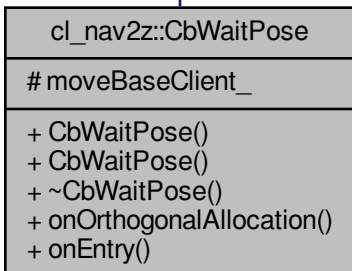 cl_nav2z::CbWaitPose
# moveBaseClient_
+ CbWaitPose()
+ CbWaitPose()
+ ~CbWaitPose()
+ onOrthogonalAllocation()
+ onEntry()